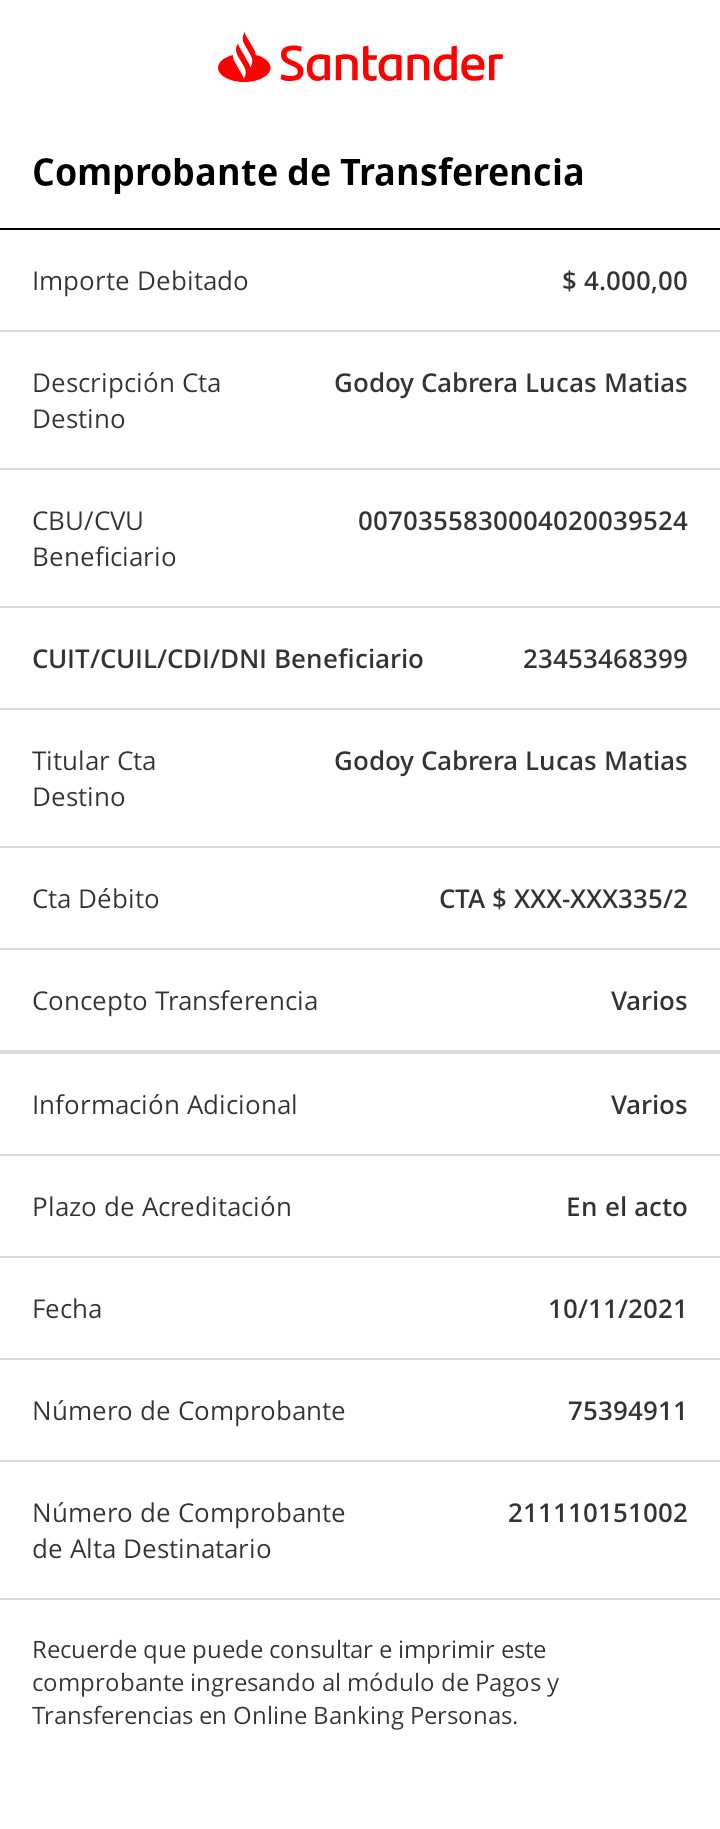 Santander
Comprobante de Transferencia
Importe Debitado $ 4.000,00
Descripción Cta Godoy Cabrera Lucas Matias
Destino
CBU/CVU 0070355830004020039524
Beneficiario
CUIT/CUIL/CDI/DNI Beneficiario 23453468399
Titular Cta Godoy Cabrera Lucas Matias
Destino
Cta Débito CTA $ XXX-XXX335/2
Concepto Transferencia Varios
Información Adicional Varios
Plazo de Acreditación En el acto
Fecha 10/11/2021
Número de Comprobante 75394911
Número de Comprobante 211110151002
de Alta Destinatario
Recuerde que puede consultar e imprimir este
comprobante ingresando al módulo de Pagos y
Transferencias en Online Banking Personas.